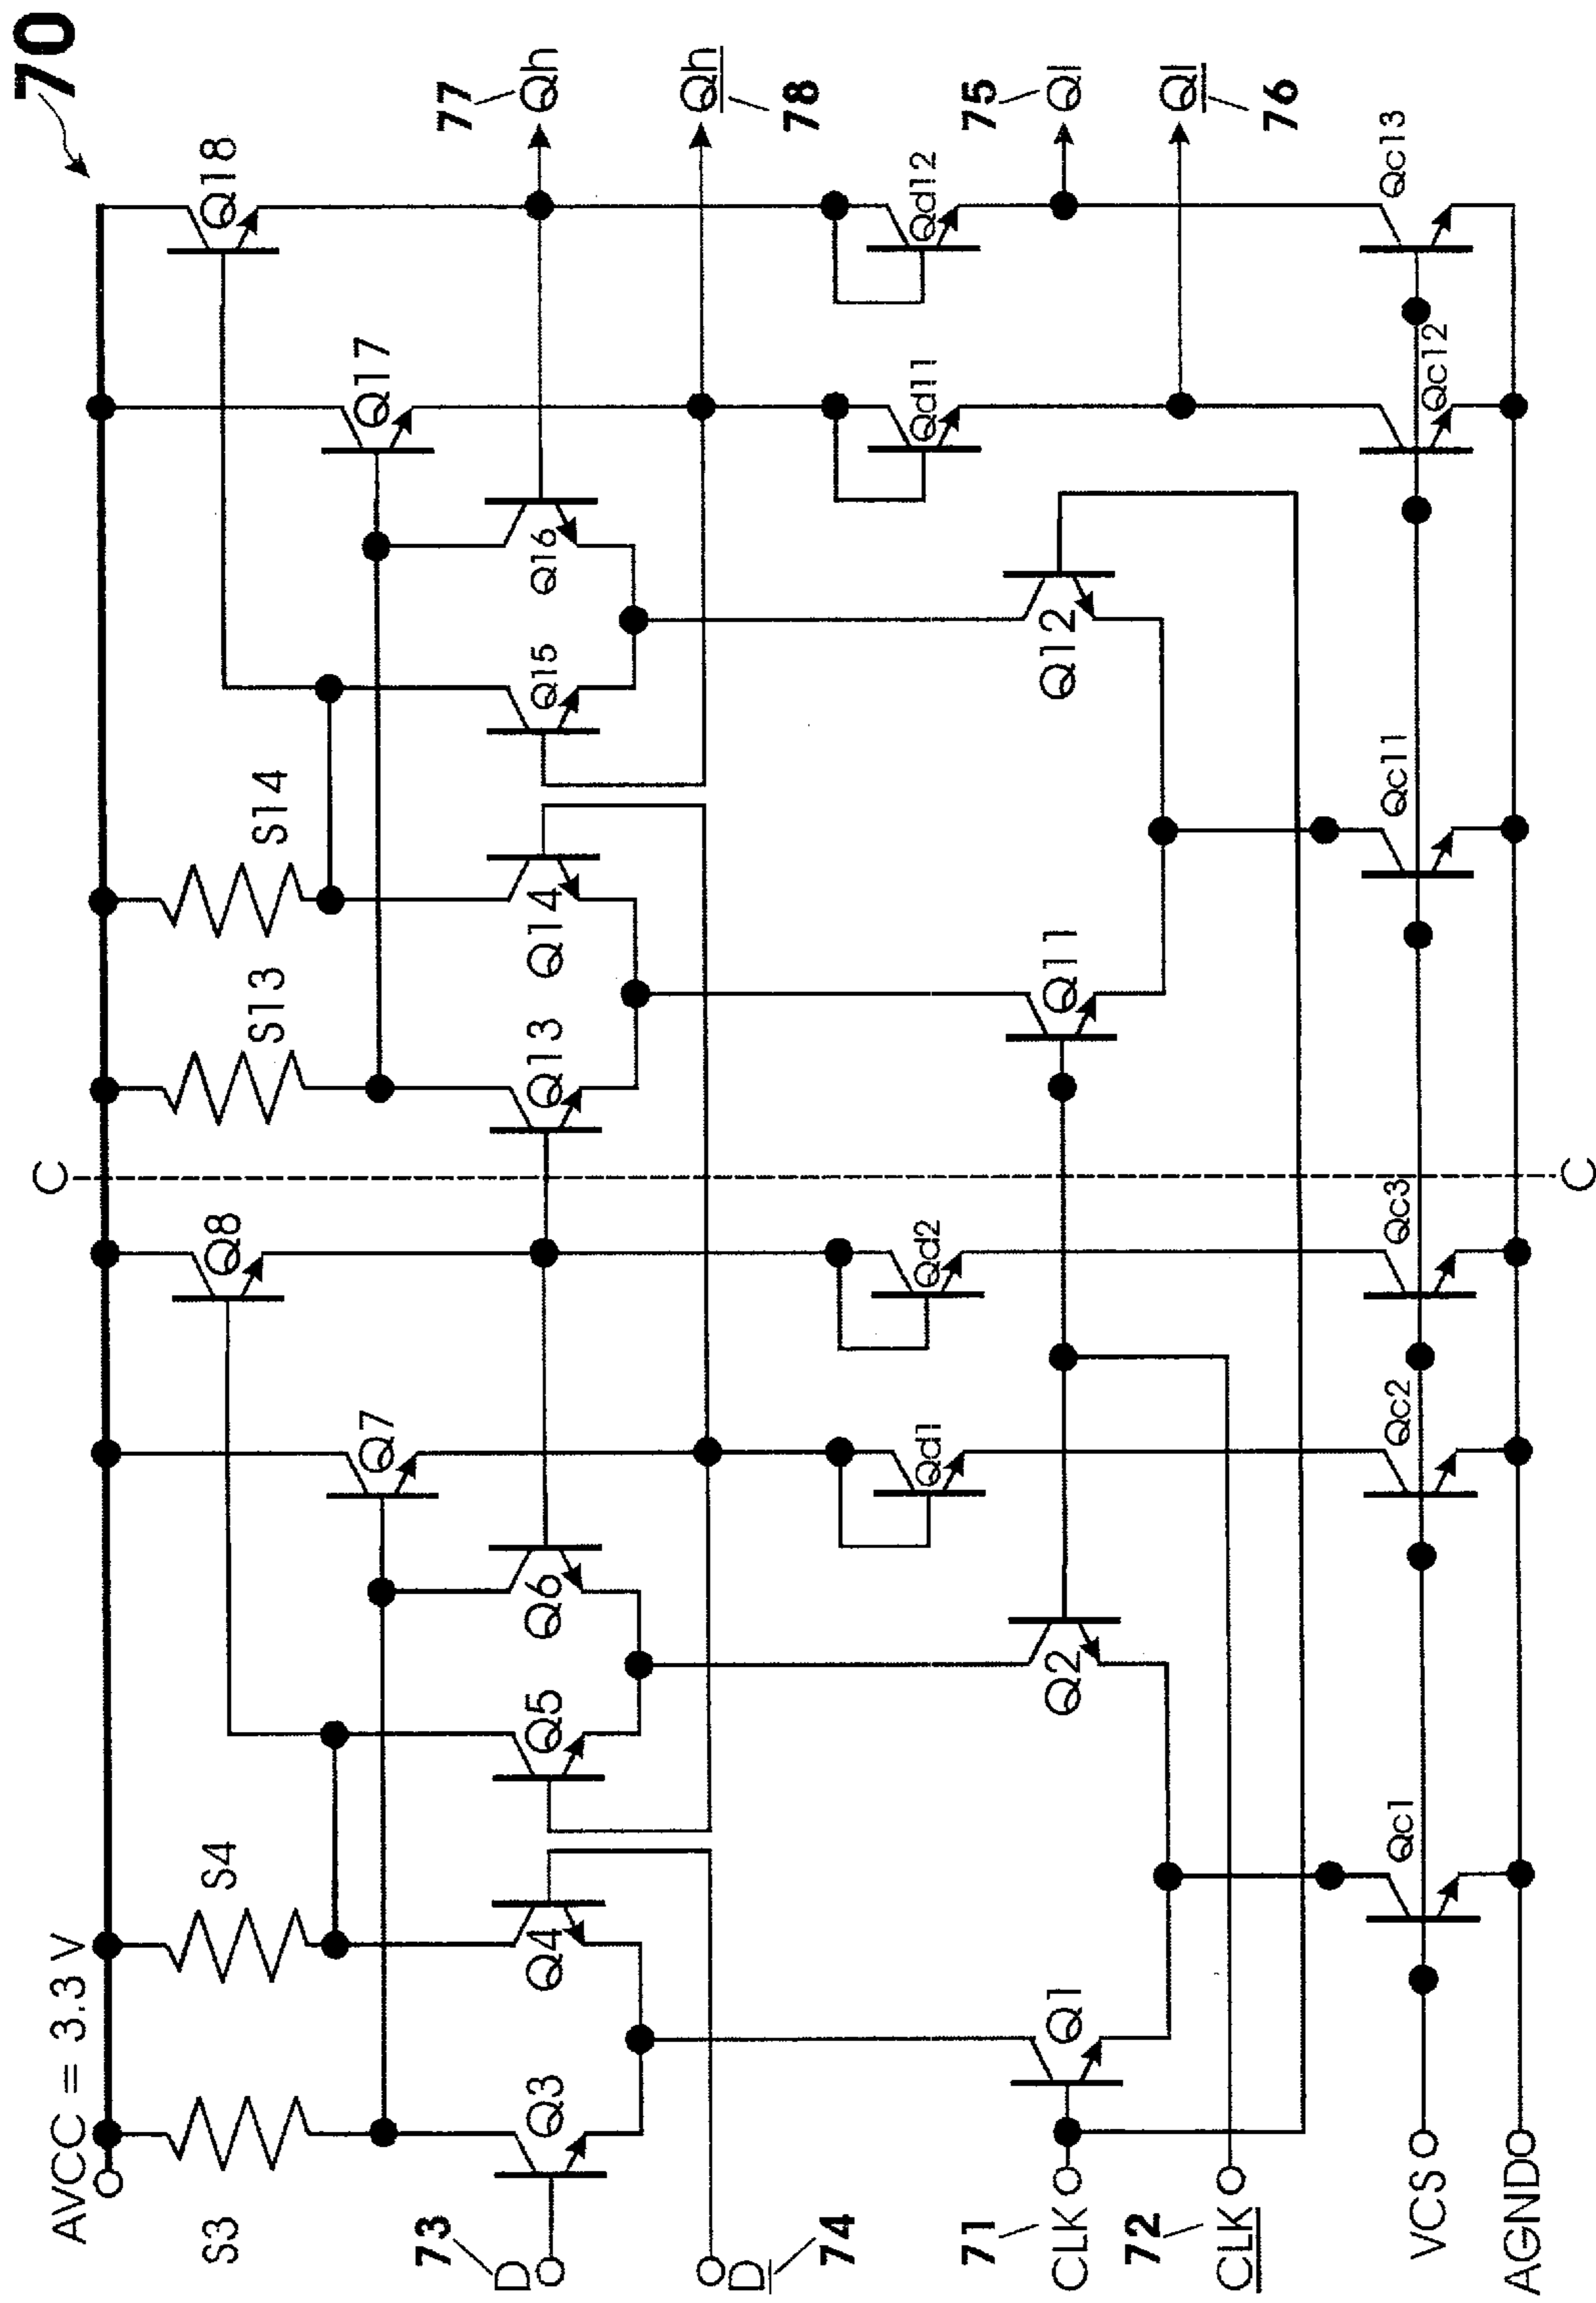 70
AVCC = 3.3 V
S3
S4
S13
S14
Q8
Q18
Q7
Q17
Q3
Q4
Q5
Q6
Q13
Q14
Q15
Q16
73
D
D
74
77
Qh
Qh
78
Qd1
Qd2
Qd11
Qd12
71
CLK
72
CLK
Q1
Q2
Q11
Q12
75
Ql
Ql
76
VCS
Qc1
Qc2
Qc3
Qc11
Qc12
Qc13
AGND
C
C